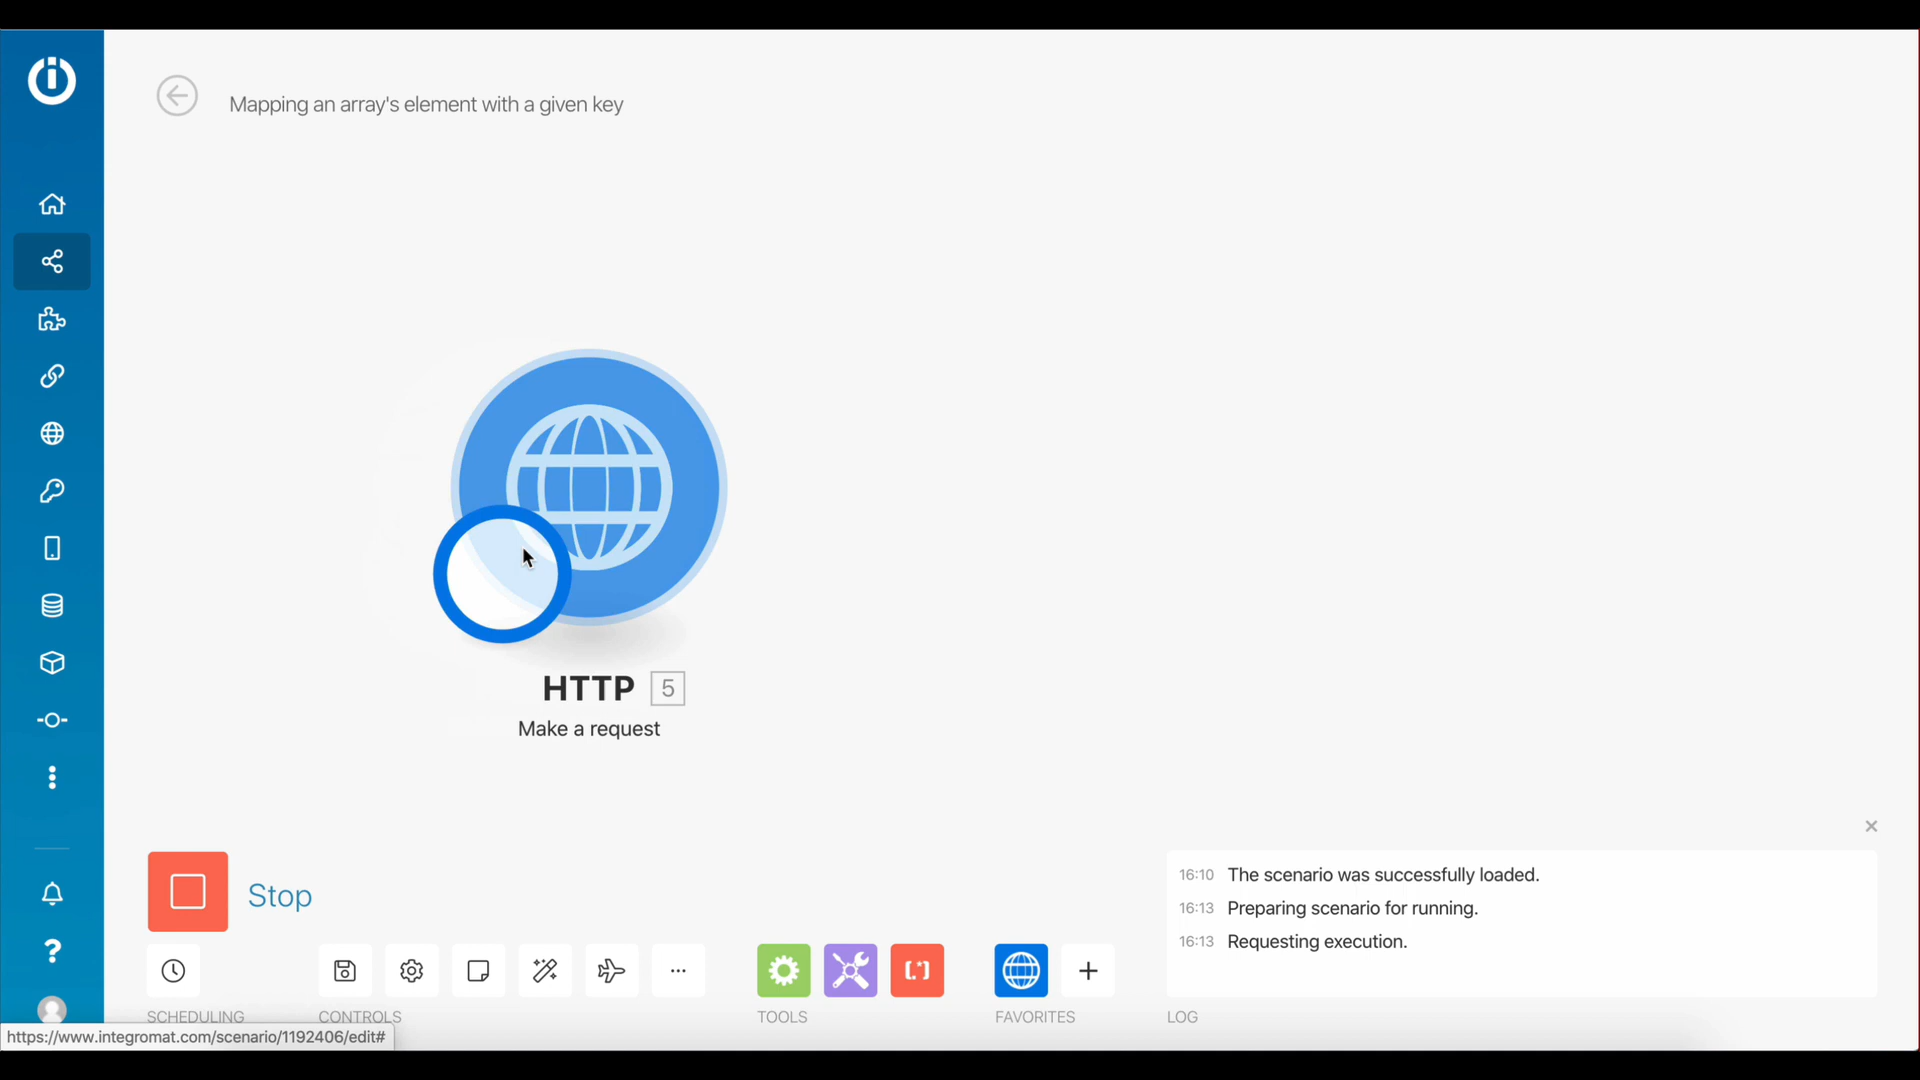 Mapping an array's element with a given key
HTTP 5
Make a request
Stop
16:10 The scenario was successfully loaded.
16:13 Preparing scenario for running.
16:13 Requesting execution.
SCHEDULING CONTROLS TOOLS FAVORITES LOG
https://www.integromat.com/scenario/1192406/edit#